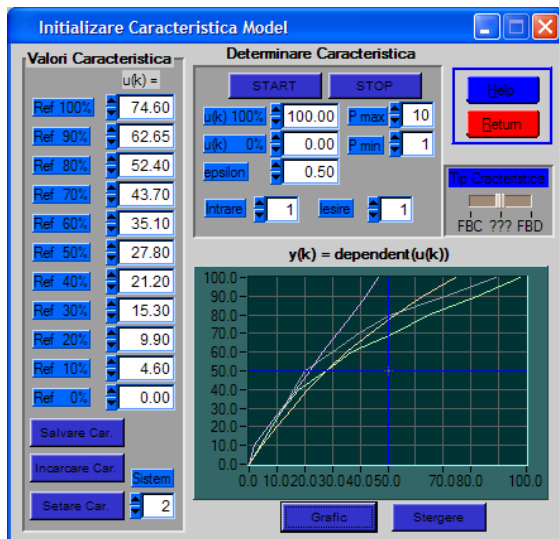 Initializare Caracteristica Model
Valori Caracteristica
u(k) =
Ref 100% 74.60
Ref 90% 62.65
Ref 80% 52.40
Ref 70% 43.70
Ref 60% 35.10
Ref 50% 27.80
Ref 40% 21.20
Ref 30% 15.30
Ref 20% 9.90
Ref 10% 4.60
Ref 0% 0.00
Salvare Car.
Incarcare Car.
Setare Car.
Sistem
2
Determinare Caracteristica
START STOP
u(k) 100% 100.00 P max 10
u(k) 0% 0.00 P min 1
epsilon 0.50
Intrare 1 Iesire 1
Help
Return
Tip Cracteristica
FBC ??? FBD
y(k) = dependent(u(k))
100.0
90.0
80.0
70.0
60.0
50.0
40.0
30.0
20.0
10.0
0.0
0.0 10.0 20.0 30.0 40.0 50.0 70.0 80.0 100.0
Grafic Stergere